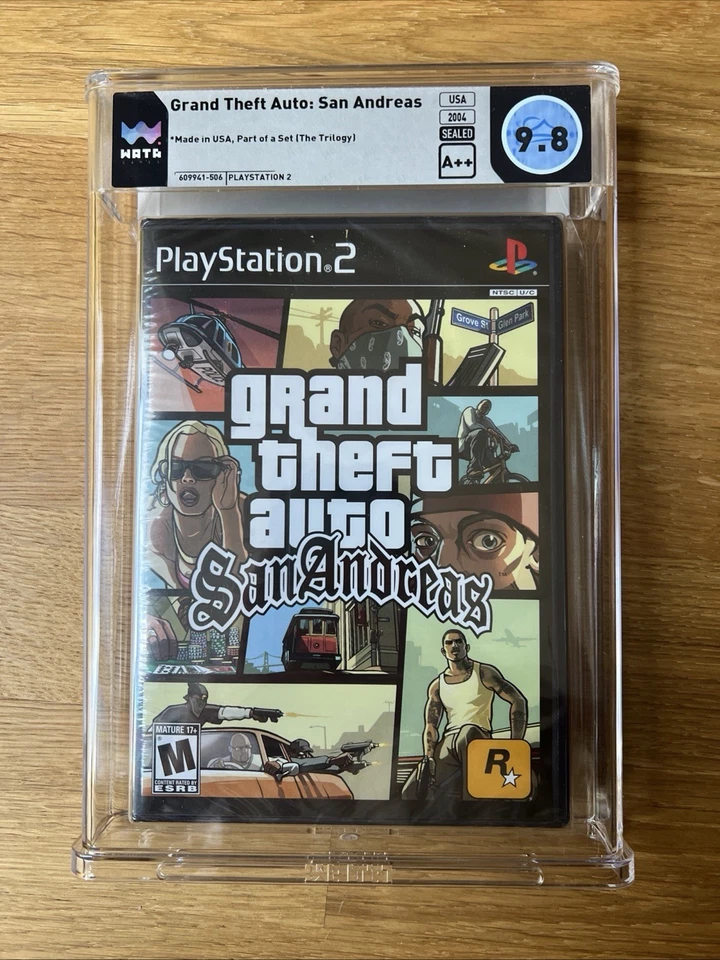 Grand Theft Auto: San Andreas
*Made in USA, Part of a Set (The Trilogy)
609941-506 | PLAYSTATION 2
WATA
USA
2004
SEALED
A++
9.8
PlayStation®2
NTSC U/C
Grove St Glen Park
grand
theft
auto
San Andreas
TM
MATURE 17+
M
CONTENT RATED BY
ESRB
R